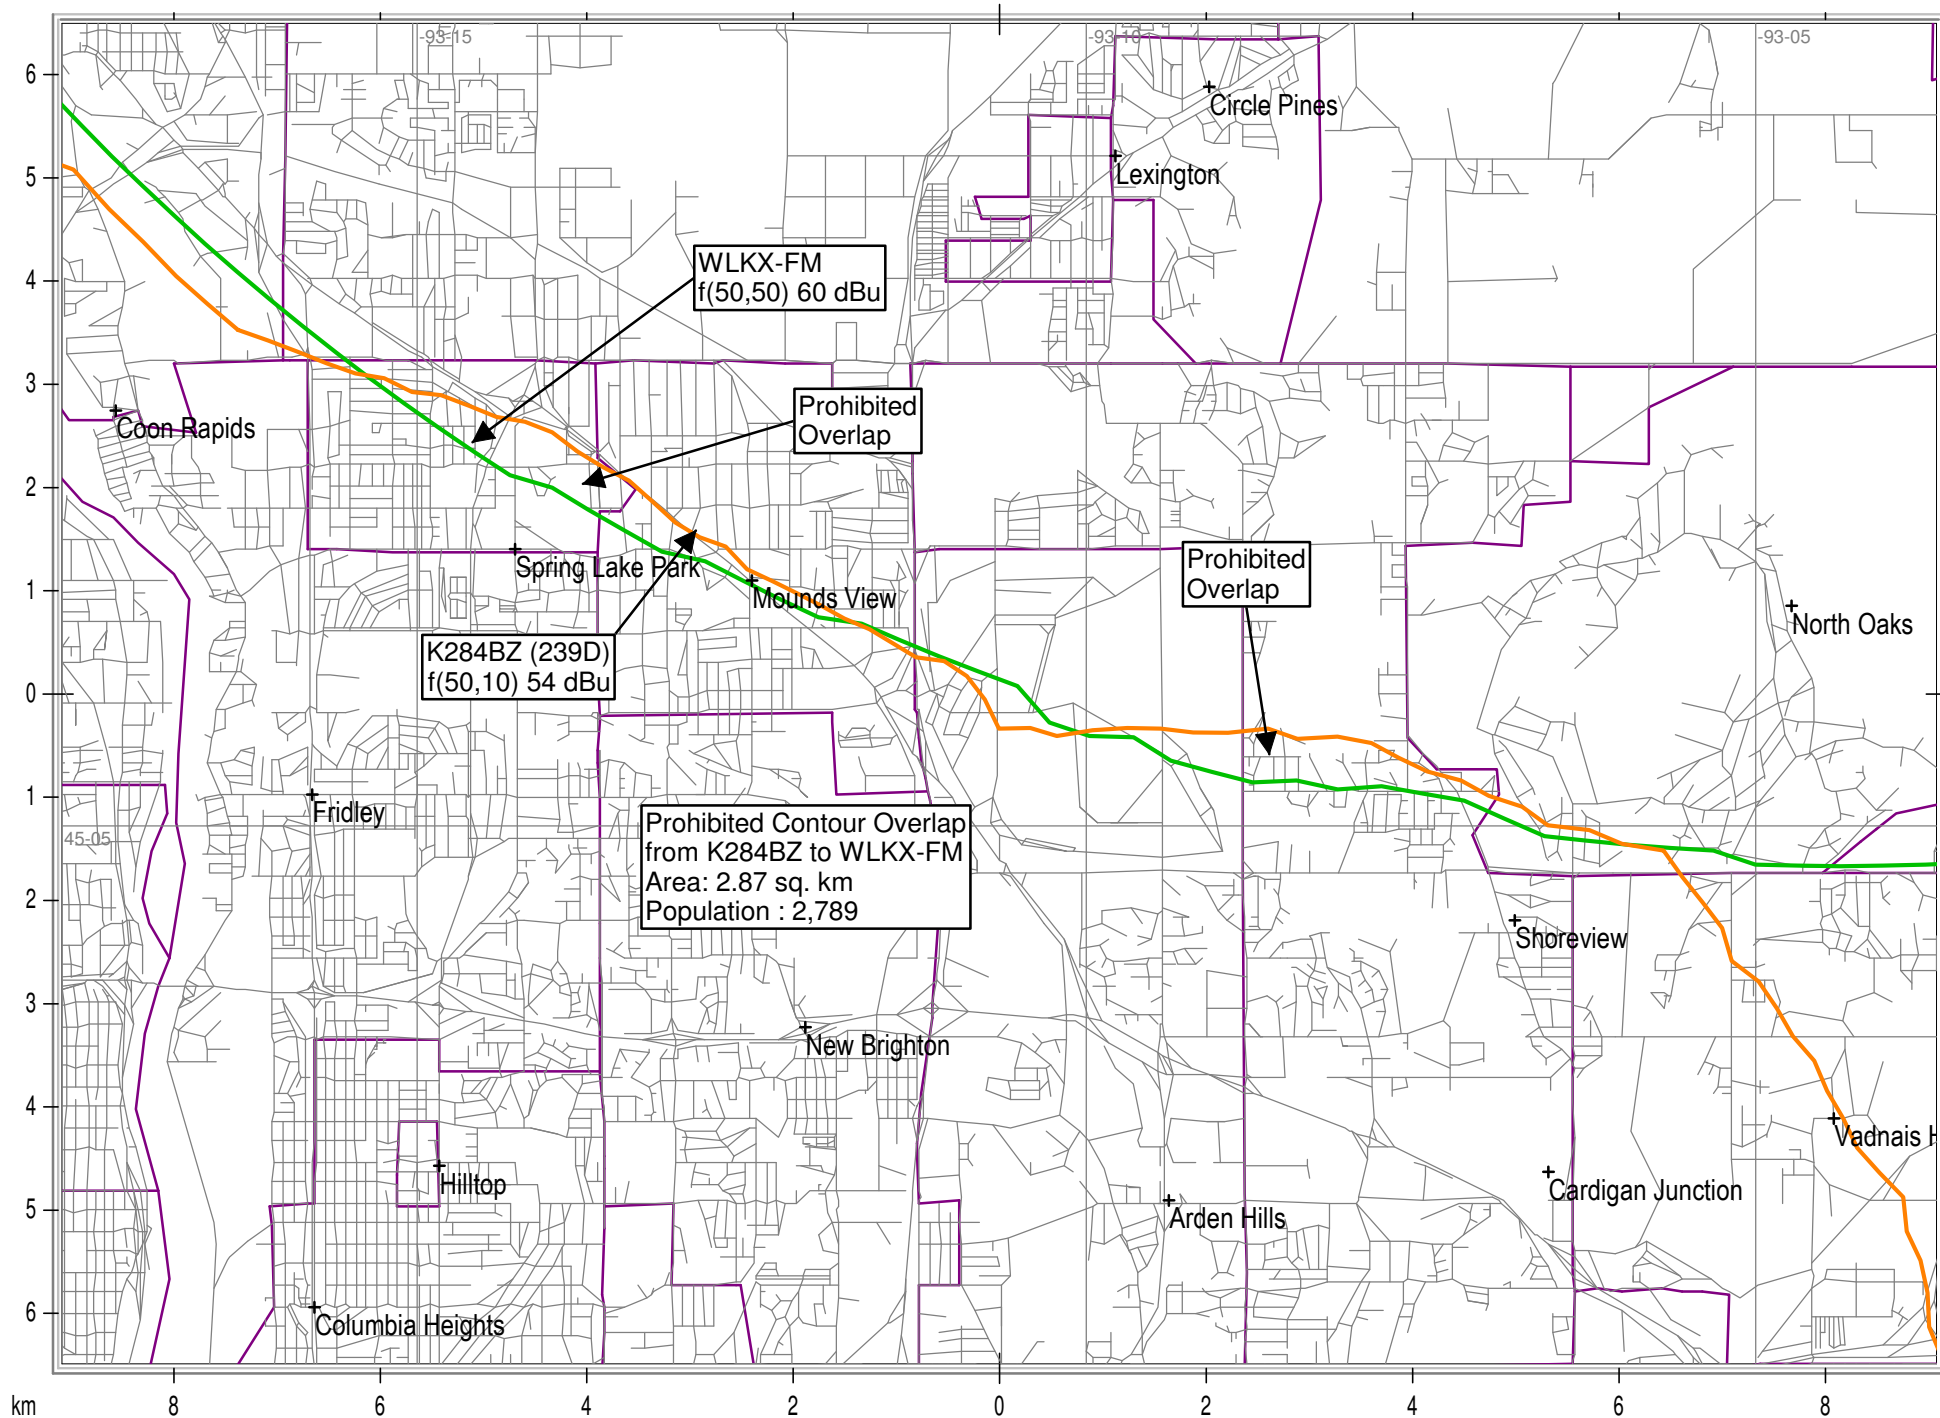 -93-15
-93-10
-93-05
6
Circle Pines
5
Lexington
WLKX-FM
f(50,50) 60 dBu
4
3
Prohibited
Overlap
Coon Rapids
2
Spring Lake Park
Prohibited
Overlap
1
Mounds View
North Oaks
K284BZ (239D)
f(50,10) 54 dBu
0
1
Fridley
45-05
Prohibited Contour Overlap
from K284BZ to WLKX-FM
Area: 2.87 sq. km
Population : 2,789
2
Shoreview
3
New Brighton
4
Vadnais H
Hilltop
Cardigan Junction
5
Arden Hills
6
Columbia Heights
km 8 6 4 2 0 2 4 6 8